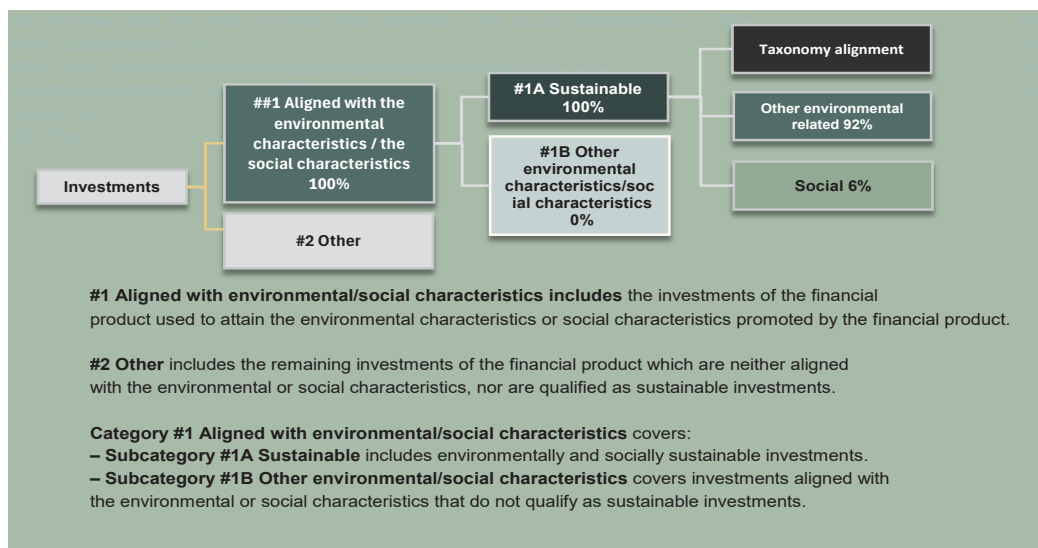 Taxonomy alignment
#1A Sustainable
100%
##1 Aligned with the
environmental
characteristics / the
social characteristics
100%
Other environmental
related 92%
#1B Other
environmental
characteristics/soc
ial characteristics
0%
Investments
Social 6%
#2 Other
#1 Aligned with environmental/social characteristics includes the investments of the financial
product used to attain the environmental characteristics or social characteristics promoted by the financial product.
#2 Other includes the remaining investments of the financial product which are neither aligned
with the environmental or social characteristics, nor are qualified as sustainable investments.
Category #1 Aligned with environmental/social characteristics covers:
– Subcategory #1A Sustainable includes environmentally and socially sustainable investments.
– Subcategory #1B Other environmental/social characteristics covers investments aligned with
the environmental or social characteristics that do not qualify as sustainable investments.